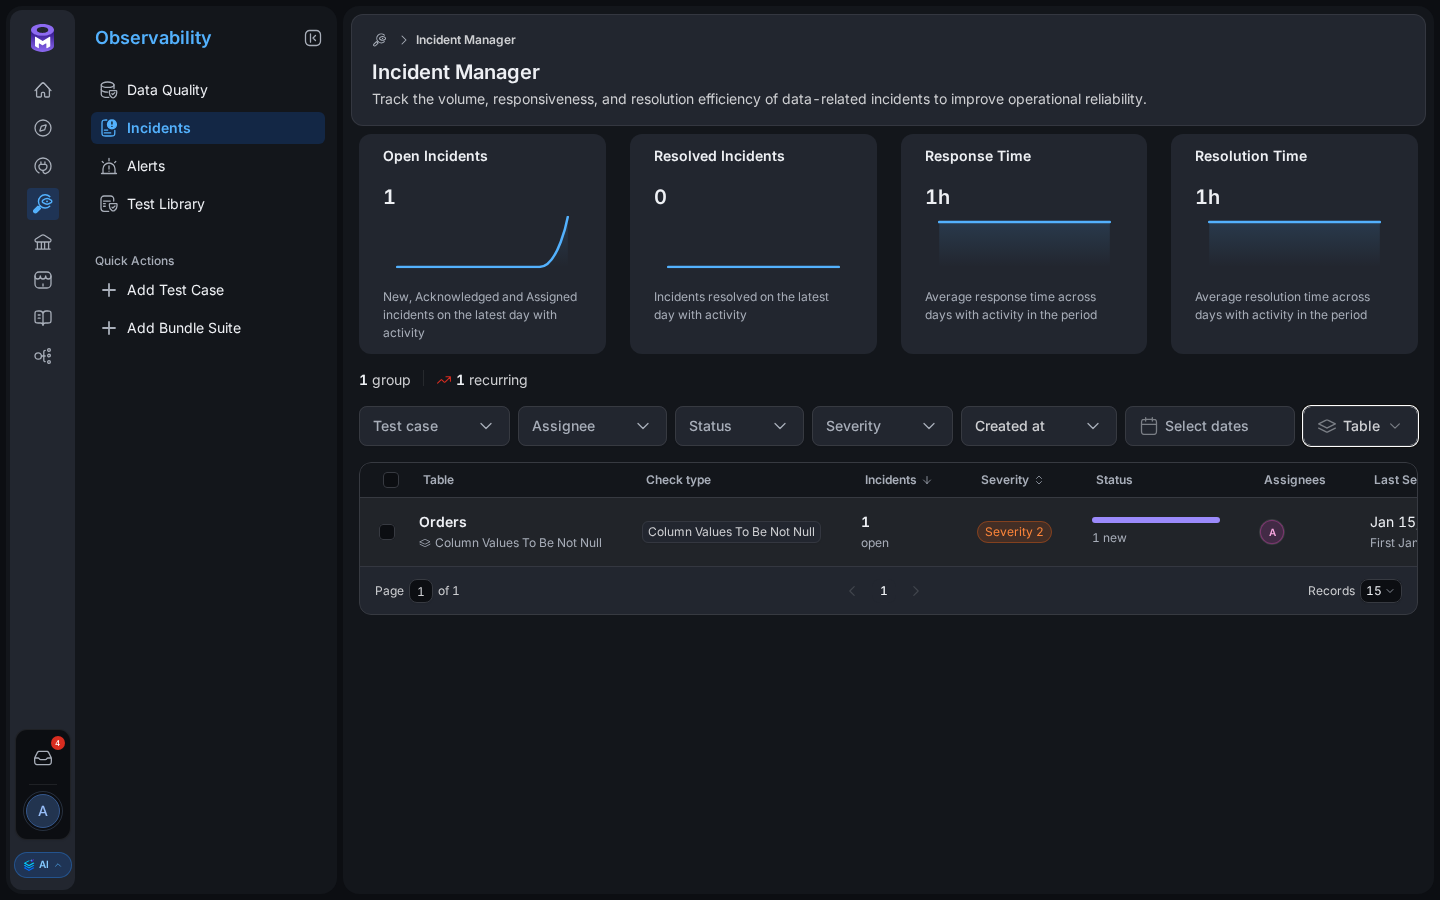 Observability
Data Quality
Incidents
Alerts
Test Library
Quick Actions
Add Test Case
Add Bundle Suite
4
A
AI
Incident Manager
Incident Manager
Track the volume, responsiveness, and resolution efficiency of data-related incidents to improve operational reliability.
Open Incidents
1
New, Acknowledged and Assigned
incidents on the latest day with
activity
Resolved Incidents
0
Incidents resolved on the latest
day with activity
Response Time
1h
Average response time across
days with activity in the period
Resolution Time
1h
Average resolution time across
days with activity in the period
1 group
1 recurring
Test case
Assignee
Status
Severity
Created at
Select dates
Table
Table Check type Incidents Severity Status Assignees Last Se
Orders
Column Values To Be Not Null
Column Values To Be Not Null
1
open
Severity 2
1 new
A
Jan 15
First Jan
Page 1 of 1
1
Records 15